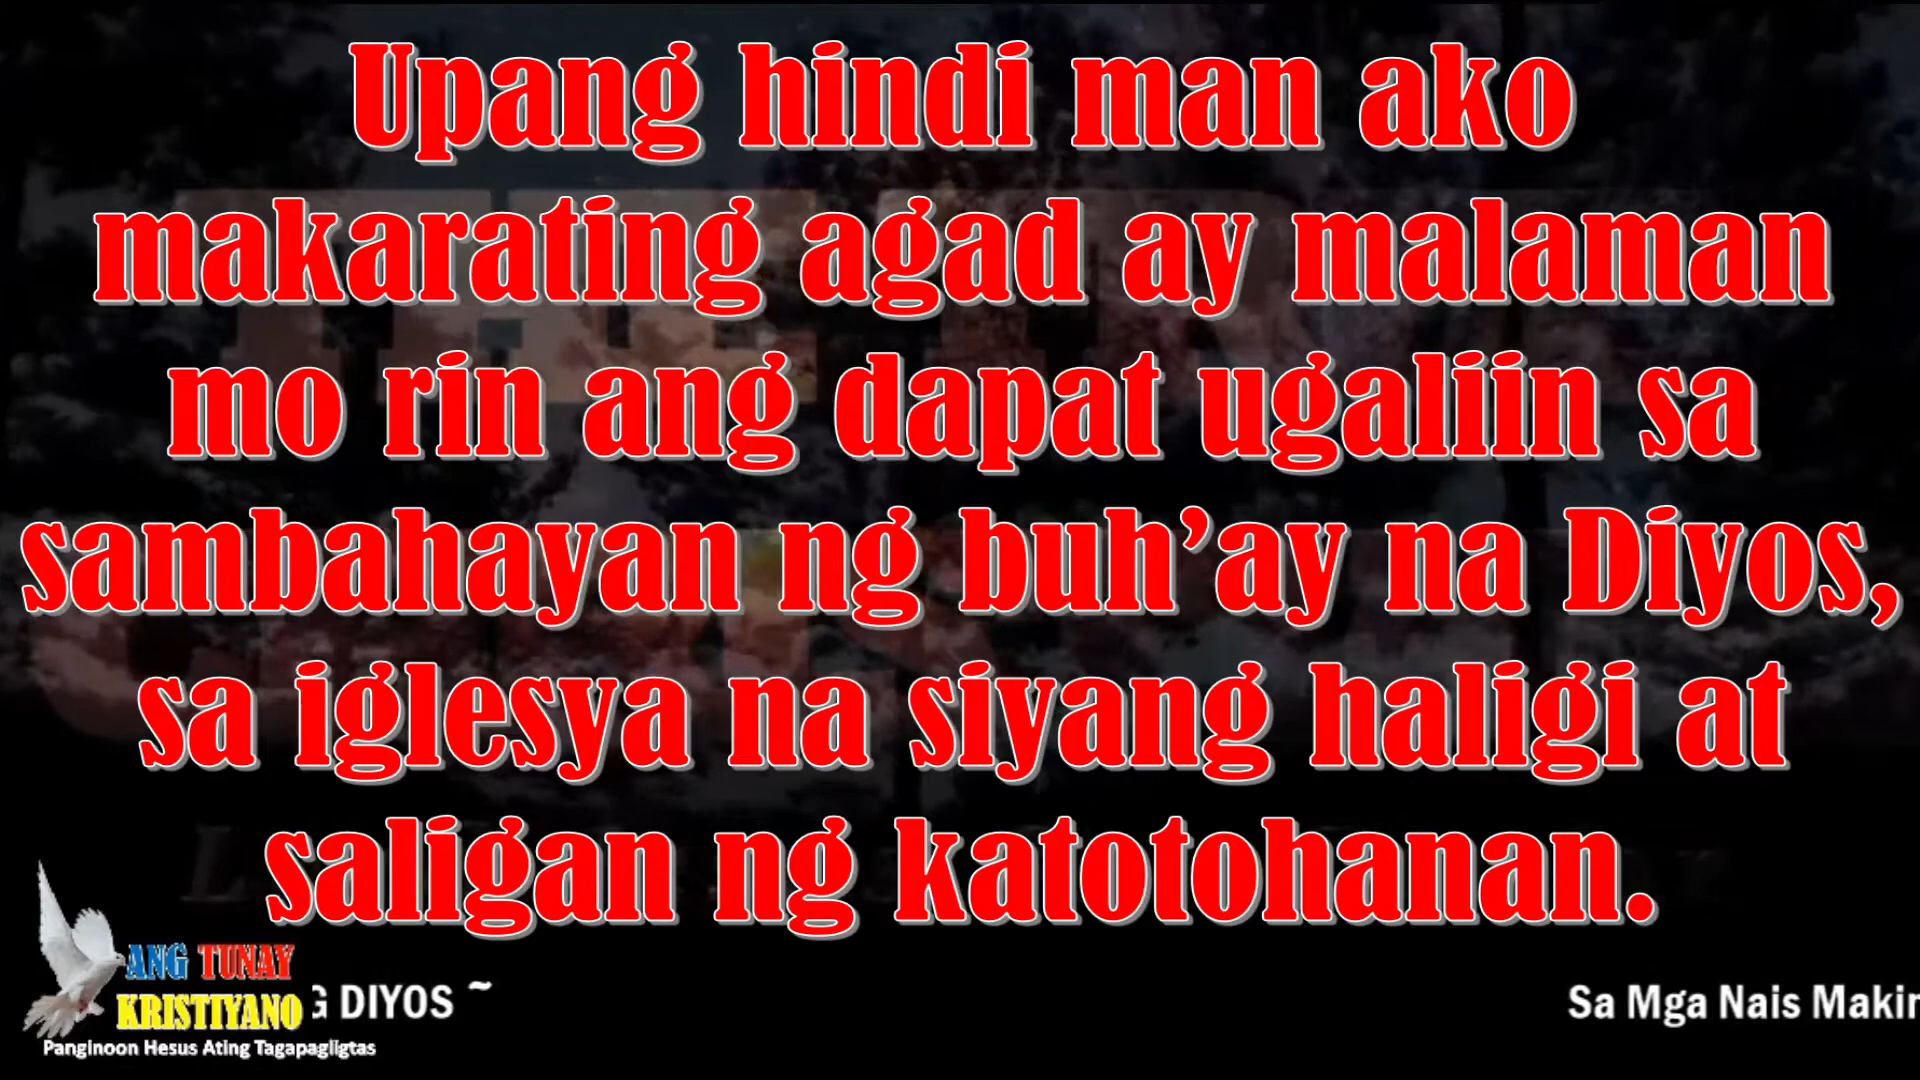 Upang hindi man ako
makarating agad ay malaman
mo rin ang dapat ugaliin sa
sambahayan ng buh’ay na Diyos,
sa iglesya na siyang haligi at
saligan ng katotohanan.
ANG TUNAY
KRISTIYANO
Panginoon Hesus Ating Tagapagligtas
G DIYOS ~
Sa Mga Nais